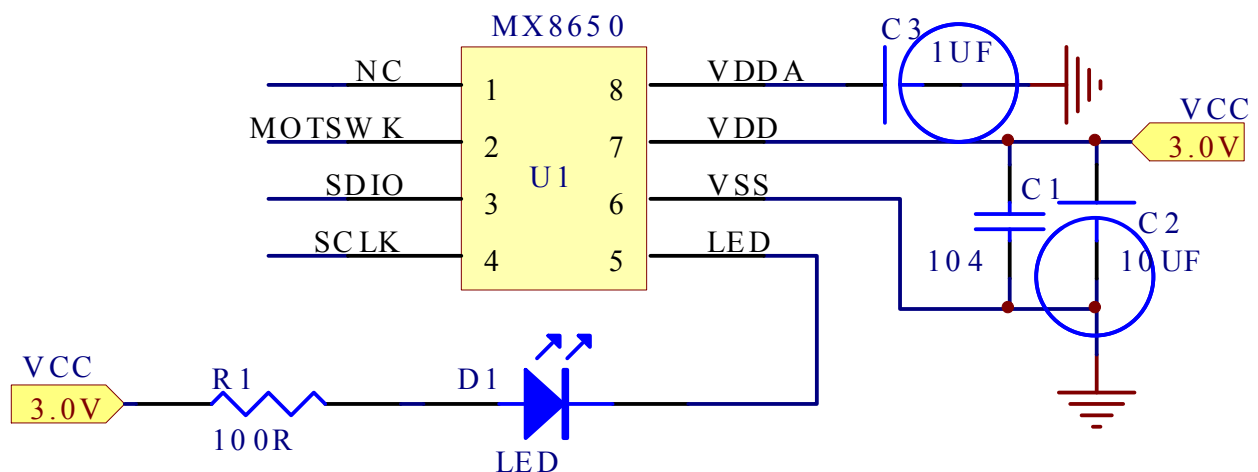 MX8650
C3
1UF
NC
1
8
VDDA
VCC
3.0V
MOTSWK
2
7
VDD
U1
SDIO
3
6
VSS
C1
SCLK
4
5
LED
104
C2
10UF
VCC
3.0V
R1
100R
D1
LED